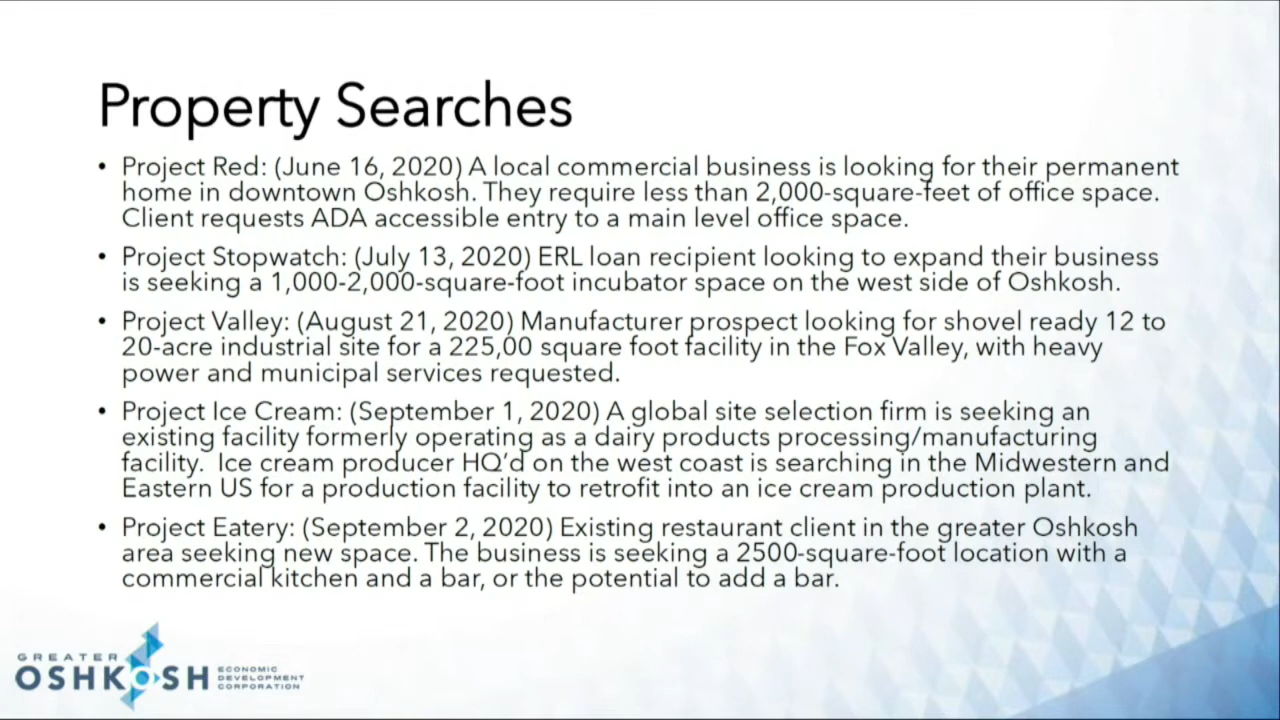 Property Searches
• Project Red: (June 16, 2020) A local commercial business is looking for their permanent
home in downtown Oshkosh. They require less than 2,000-square-feet of office space.
Client requests ADA accessible entry to a main level office space.
• Project Stopwatch: (July 13, 2020) ERL loan recipient looking to expand their business
is seeking a 1,000-2,000-square-foot incubator space on the west side of Oshkosh.
• Project Valley: (August 21, 2020) Manufacturer prospect looking for shovel ready 12 to
20-acre industrial site for a 225,00 square foot facility in the Fox Valley, with heavy
power and municipal services requested.
• Project Ice Cream: (September 1, 2020) A global site selection firm is seeking an
existing facility formerly operating as a dairy products processing/manufacturing
facility.  Ice cream producer HQ'd on the west coast is searching in the Midwestern and
Eastern US for a production facility to retrofit into an ice cream production plant.
• Project Eatery: (September 2, 2020) Existing restaurant client in the greater Oshkosh
area seeking new space. The business is seeking a 2500-square-foot location with a
commercial kitchen and a bar, or the potential to add a bar.
GREATER
OSHKOSH
ECONOMIC
DEVELOPMENT
CORPORATION